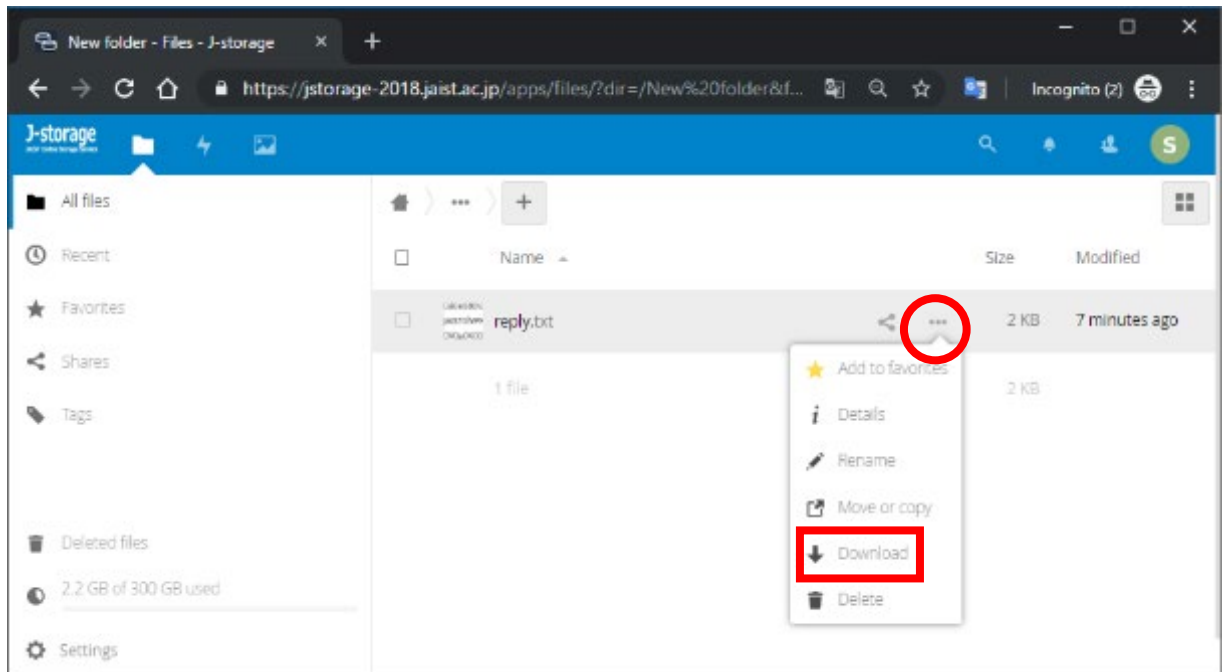 New folder - Files - J-storage
https://jstorage-2018.jaist.ac.jp/apps/files/?dir=/New%20folder&f...
Incognito (2)
J-storage
S
All files
Recent
Favorites
Shares
Tags
Deleted files
2.2 GB of 300 GB used
Settings
Name
Size
Modified
reply.txt
2 KB
7 minutes ago
1 file
2 KB
Add to favorites
Details
Rename
Move or copy
Download
Delete